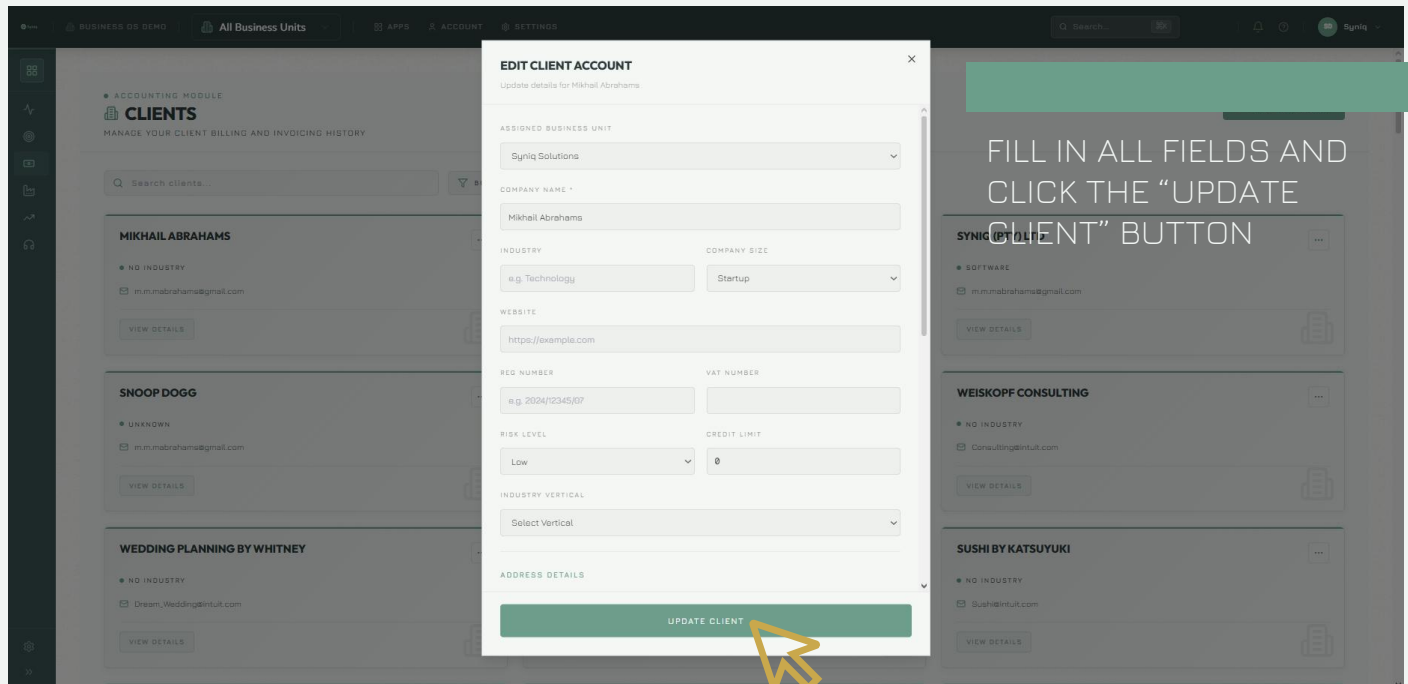 BUSINESS OS DEMO
All Business Units
APPS
ACCOUNT
SETTINGS
Search...
⌘K
Syniq
ACCOUNTING MODULE
CLIENTS
MANAGE YOUR CLIENT BILLING AND INVOICING HISTORY
Search clients...
MIKHAIL ABRAHAMS
NO INDUSTRY
m.m.mabrahams@gmail.com
VIEW DETAILS
SNOOP DOGG
UNKNOWN
m.m.mabrahams@gmail.com
VIEW DETAILS
WEDDING PLANNING BY WHITNEY
NO INDUSTRY
Dream_Wedding@intuit.com
VIEW DETAILS
EDIT CLIENT ACCOUNT
Update details for Mikhail Abrahams
ASSIGNED BUSINESS UNIT
Syniq Solutions
COMPANY NAME *
Mikhail Abrahams
INDUSTRY
COMPANY SIZE
e.g. Technology
Startup
WEBSITE
https://example.com
REG NUMBER
VAT NUMBER
e.g. 2024/12345/07
RISK LEVEL
CREDIT LIMIT
Low
0
INDUSTRY VERTICAL
Select Vertical
ADDRESS DETAILS
UPDATE CLIENT
FILL IN ALL FIELDS AND
CLICK THE “UPDATE
CLIENT” BUTTON
SYNIQ (PTY) LTD
SOFTWARE
m.m.mabrahams@gmail.com
VIEW DETAILS
WEISKOPF CONSULTING
NO INDUSTRY
Consulting@intuit.com
VIEW DETAILS
SUSHI BY KATSUYUKI
NO INDUSTRY
Sushi@intuit.com
VIEW DETAILS